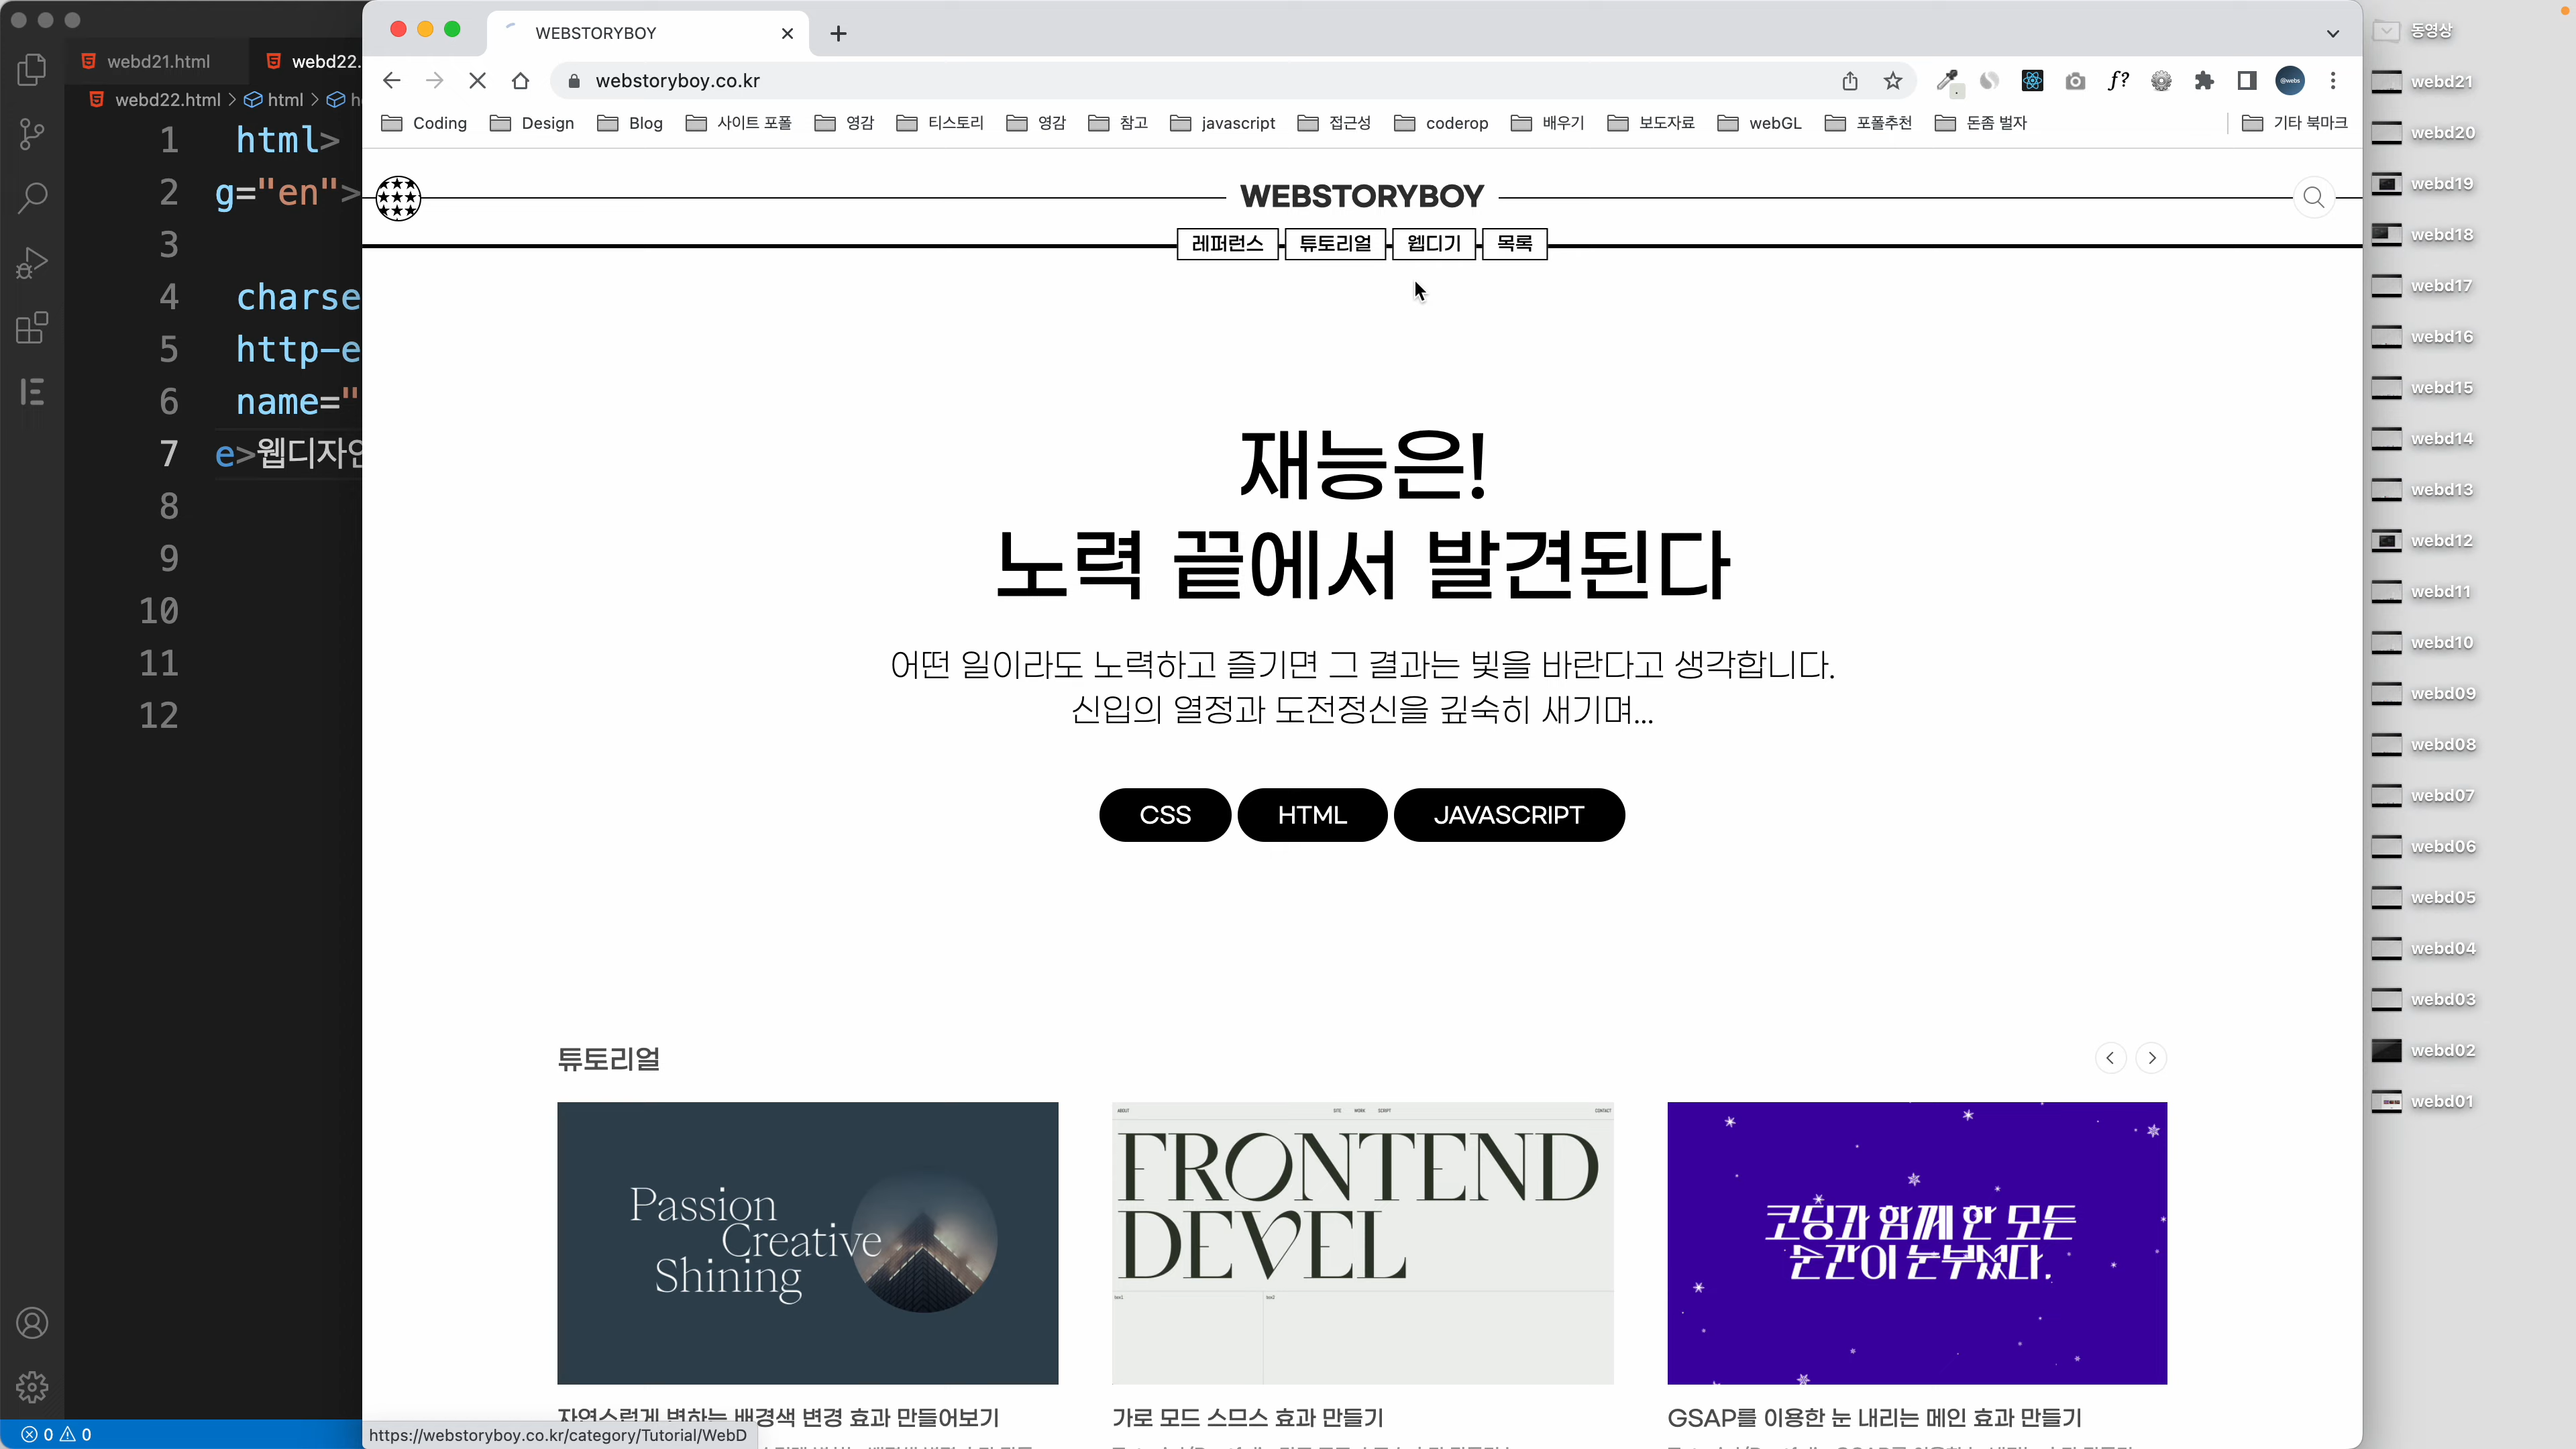 webd21.html
webd22.
webd22.html > html > h
1 html>
2 g="en">
3
4 charse
5 http-e
6 name="
7 e>웹디자인
8
9
10
11
12
0 0
WEBSTORYBOY
webstoryboy.co.kr
f?
@webs
Coding Design Blog 사이트 포폴 영감 티스토리 영감 참고 javascript 접근성 coderop 배우기 보도자료 webGL 포폴추천 돈좀 벌자 기타 북마크
WEBSTORYBOY
레퍼런스 튜토리얼 웹디기 목록
재능은!
노력 끝에서 발견된다
어떤 일이라도 노력하고 즐기면 그 결과는 빛을 바란다고 생각합니다.
신입의 열정과 도전정신을 깊숙히 새기며...
CSS HTML JAVASCRIPT
튜토리얼
Passion
Creative
Shining
ABOUT SITE WORK SCRIPT CONTACT
FRONTEND
DEVEL
text1 text2
코딩과 함께 한 모든
순간이 눈부셨다.
자연스럽게 변하는 배경색 변경 효과 만들어보기
가로 모드 스므스 효과 만들기
GSAP를 이용한 눈 내리는 메인 효과 만들기
https://webstoryboy.co.kr/category/Tutorial/WebD
동영상
webd21
webd20
webd19
webd18
webd17
webd16
webd15
webd14
webd13
webd12
webd11
webd10
webd09
webd08
webd07
webd06
webd05
webd04
webd03
webd02
webd01